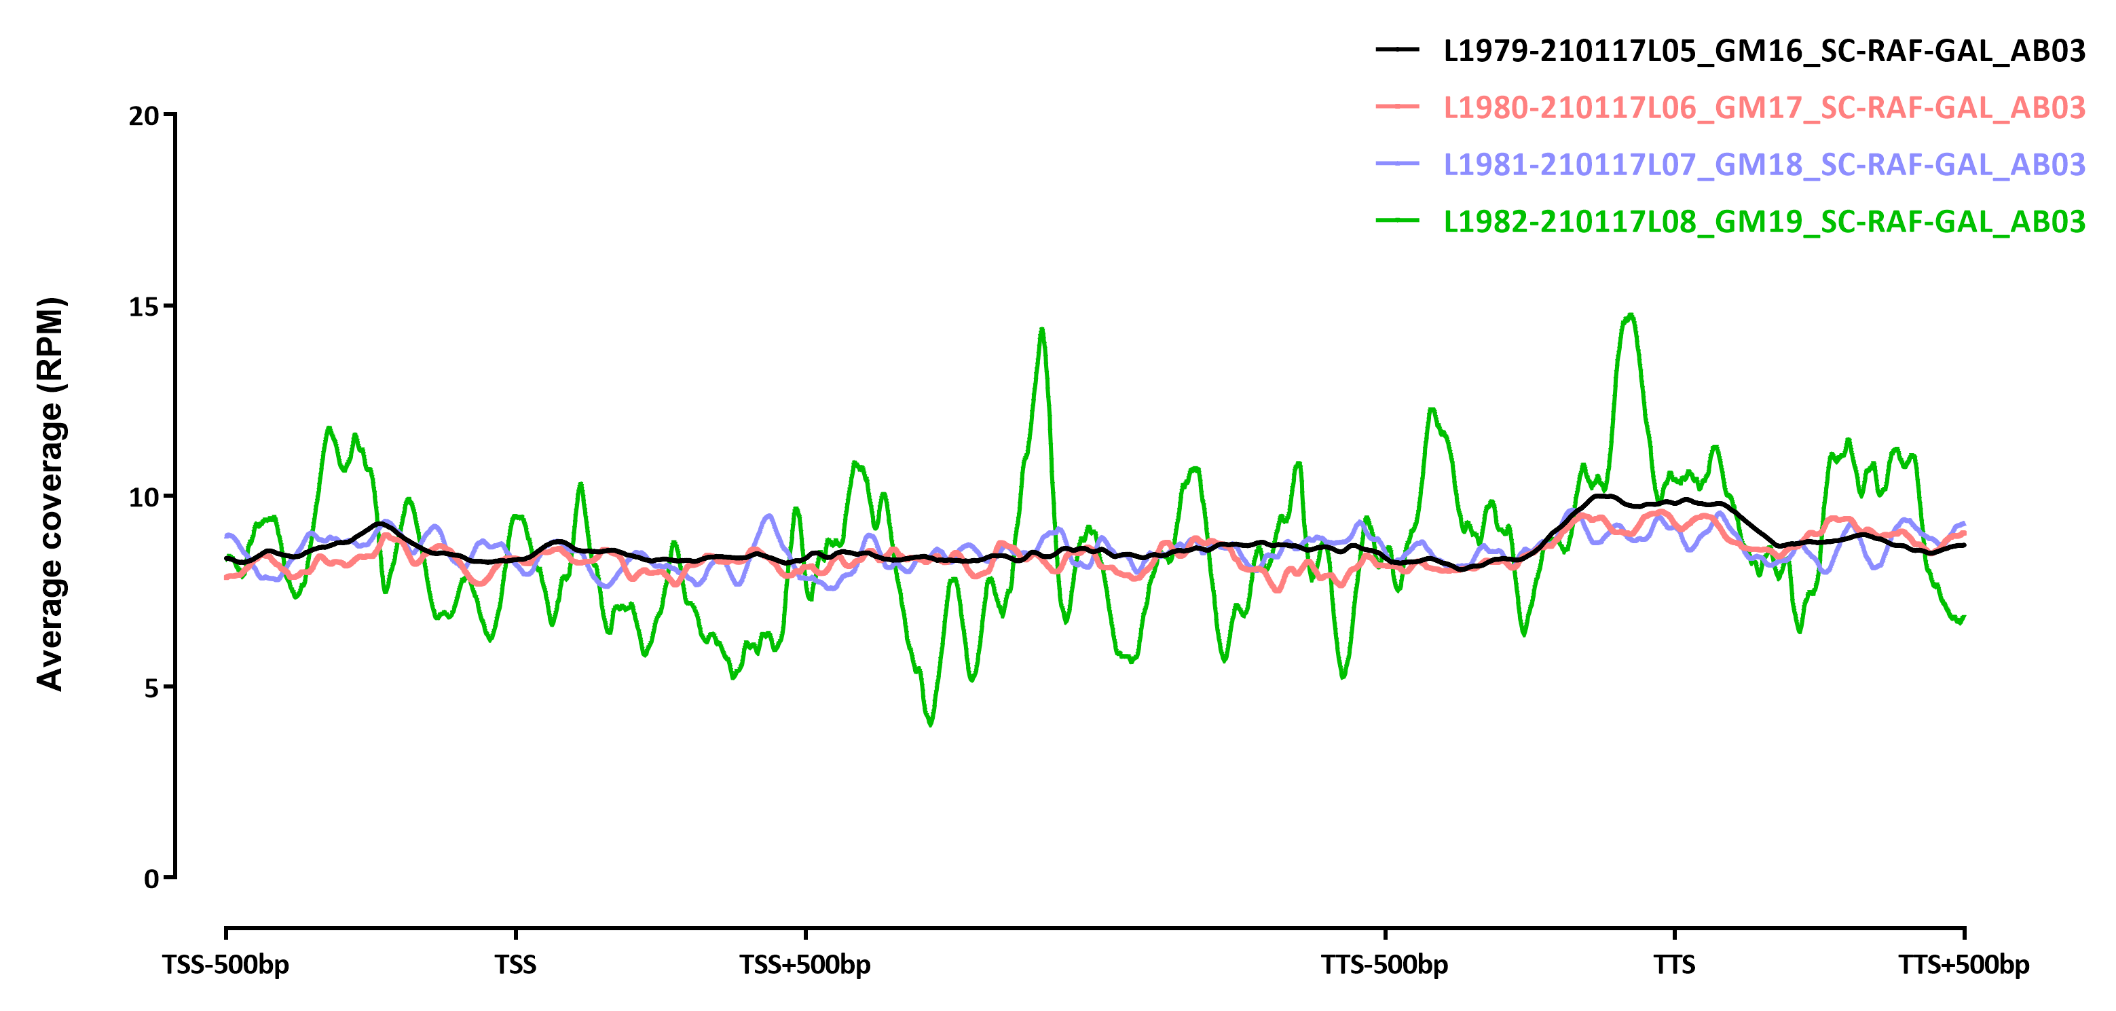 L1979-210117L05_GM16_SC-RAF-GAL_AB03
L1980-210117L06_GM17_SC-RAF-GAL_AB03
L1981-210117L07_GM18_SC-RAF-GAL_AB03
L1982-210117L08_GM19_SC-RAF-GAL_AB03
Average coverage (RPM)
20
15
10
5
0
TSS-500bp TSS TSS+500bp TTS-500bp TTS TTS+500bp